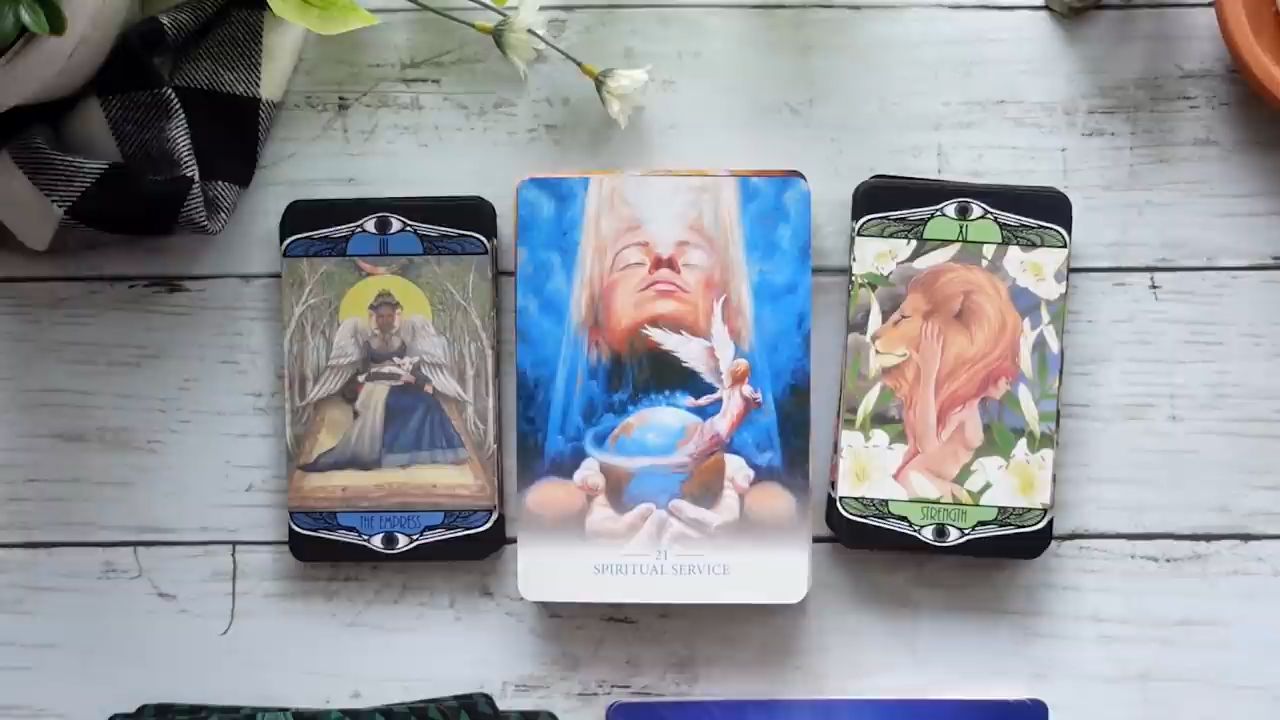 III
THE EMPRESS
21
SPIRITUAL SERVICE
XI
STRENGTH